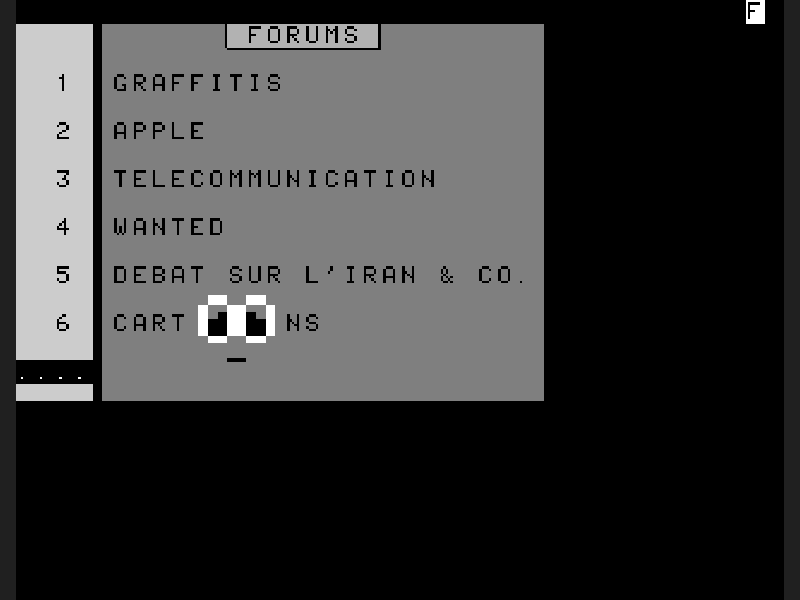 F
FORUMS
1 GRAFFITIS
2 APPLE
3 TELECOMMUNICATION
4 WANTED
5 DEBAT SUR L'IRAN & CO.
6 CART NS
....